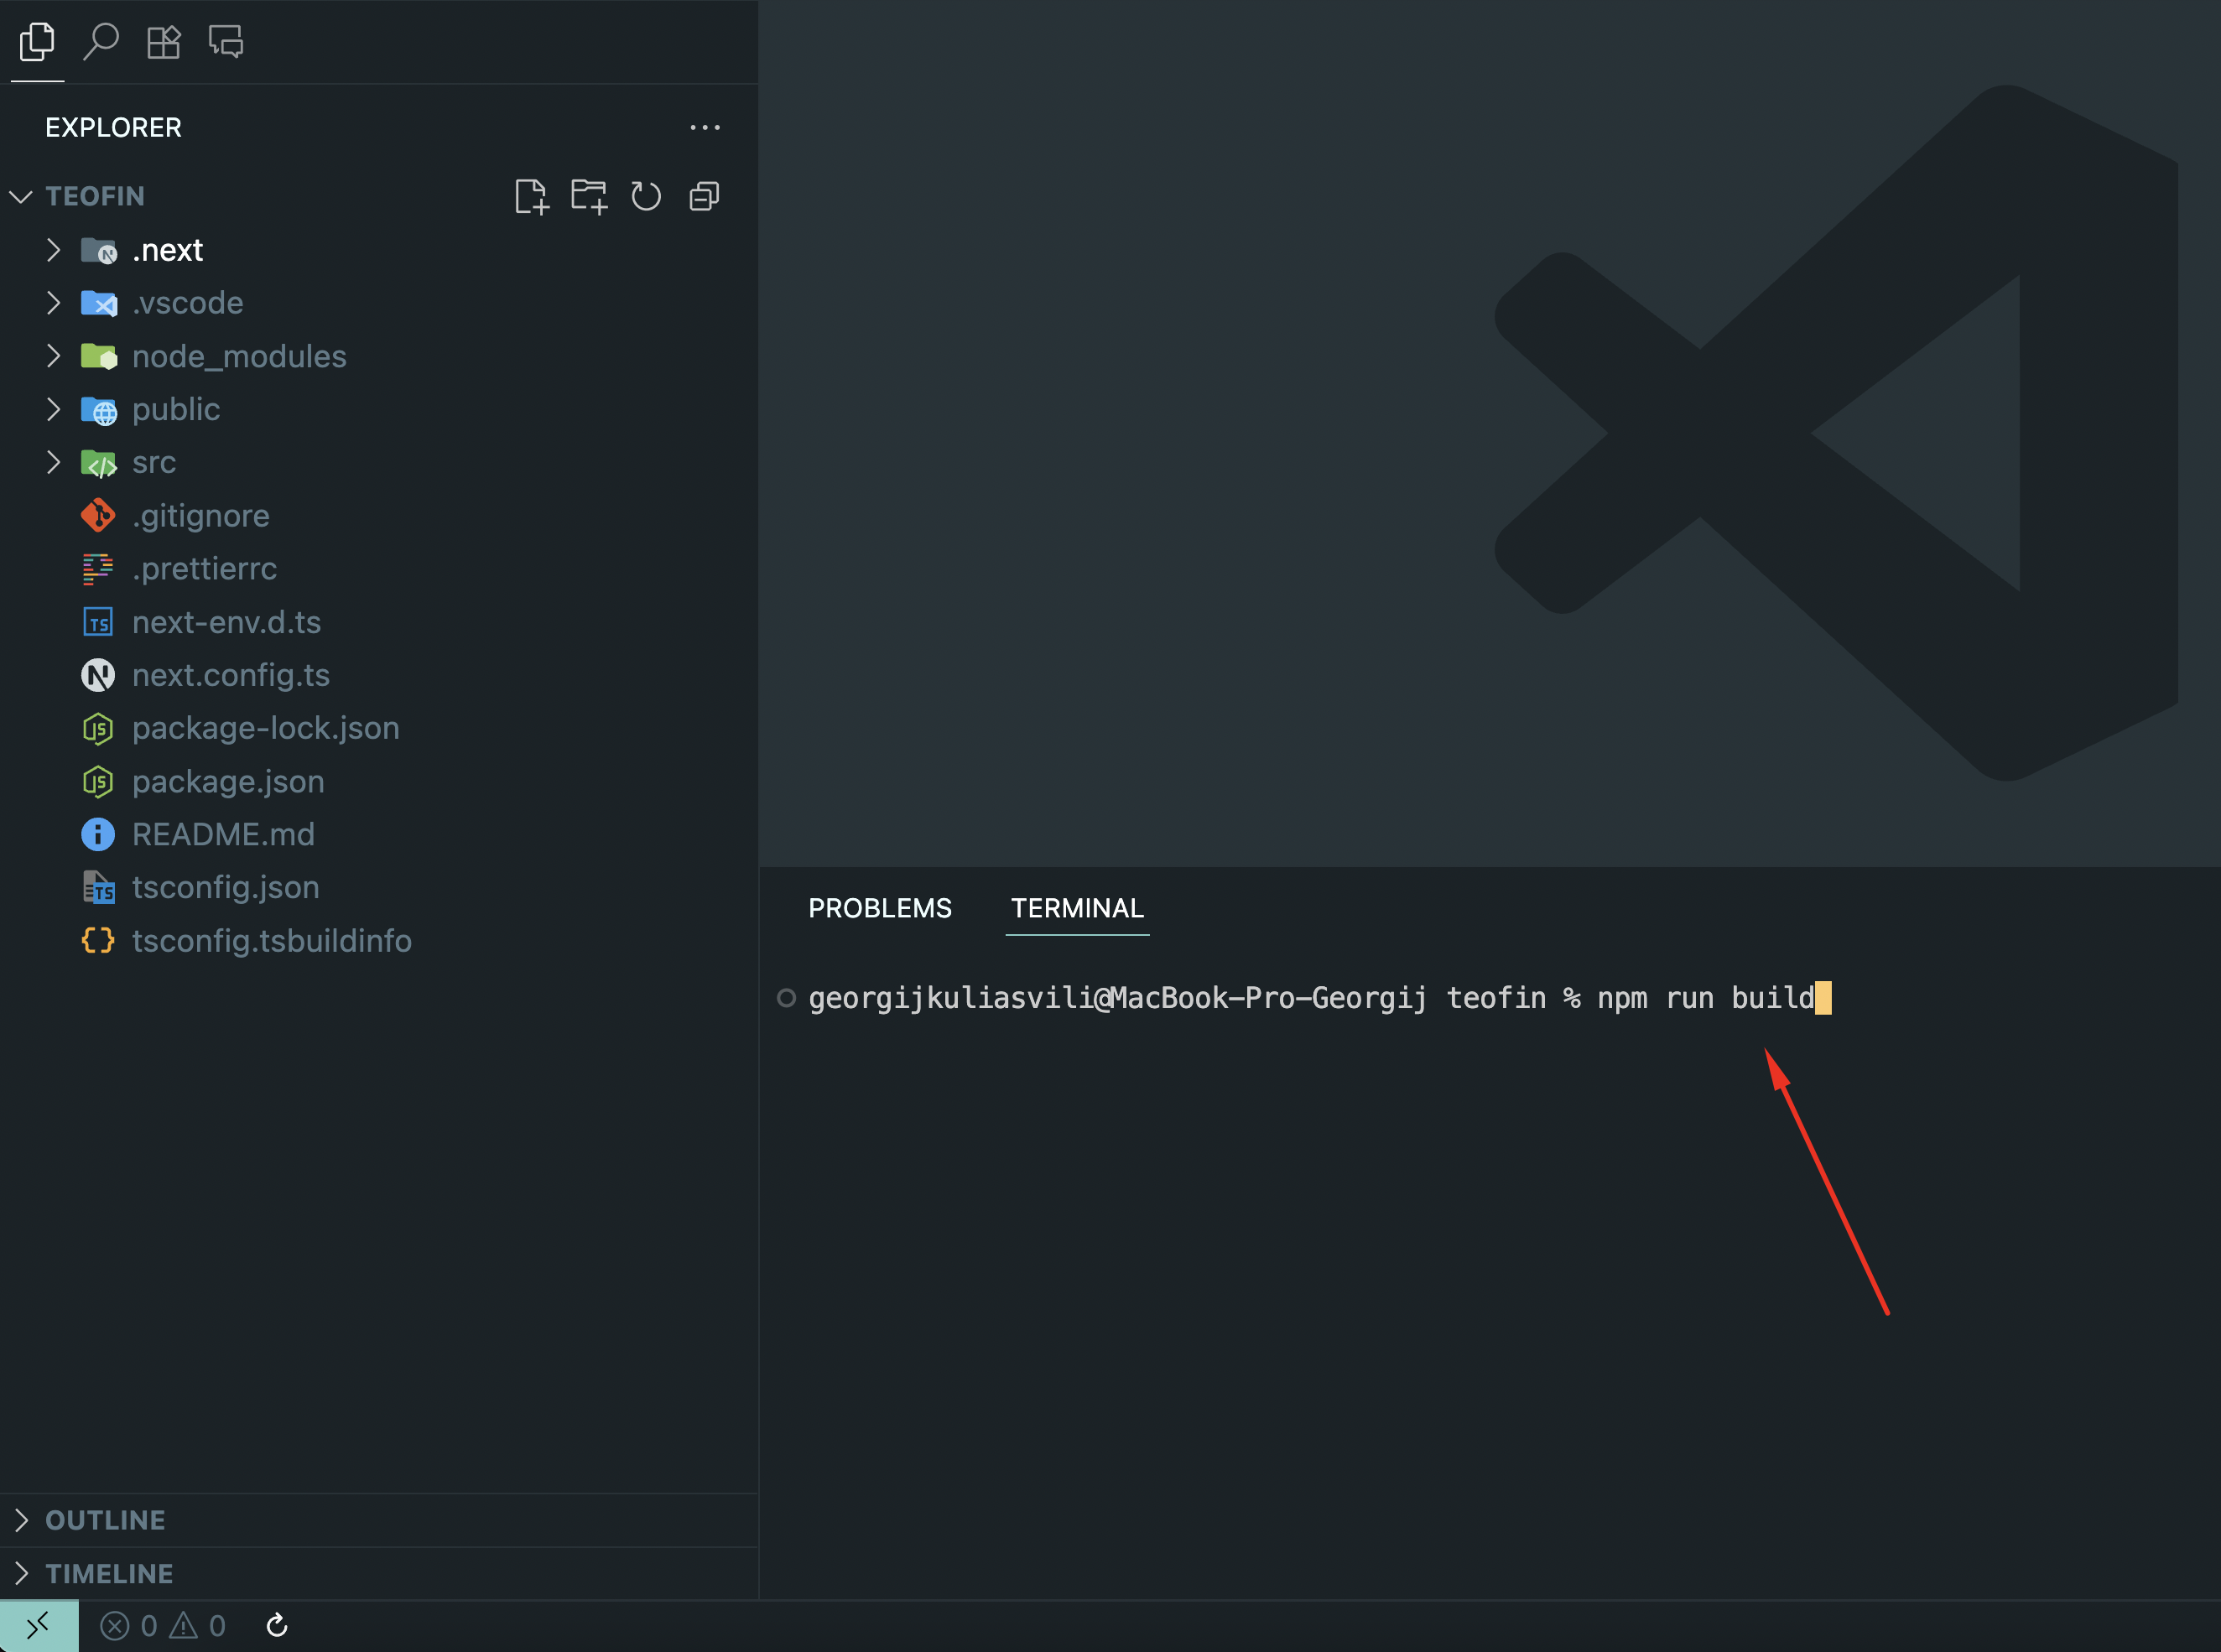 EXPLORER
TEOFIN
.next
.vscode
node_modules
public
src
.gitignore
.prettierrc
next-env.d.ts
next.config.ts
package-lock.json
package.json
README.md
tsconfig.json
tsconfig.tsbuildinfo
OUTLINE
TIMELINE
0 0
PROBLEMS TERMINAL
georgijkuliasvili@MacBook-Pro-Georgij teofin % npm run build